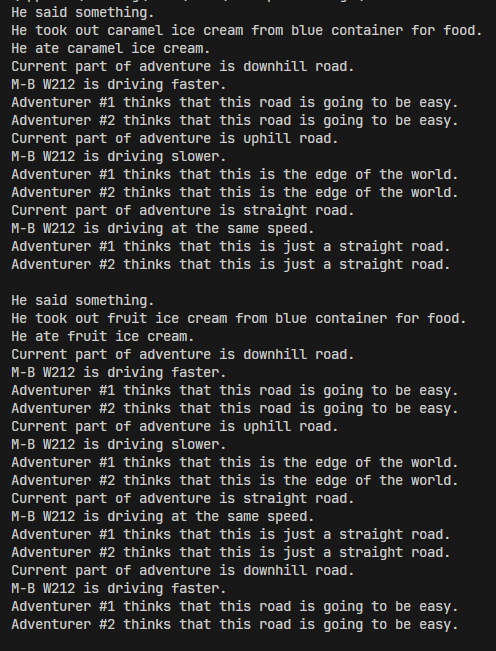 He said something.
He took out caramel ice cream from blue container for food.
He ate caramel ice cream.
Current part of adventure is downhill road.
M-B W212 is driving faster.
Adventurer #1 thinks that this road is going to be easy.
Adventurer #2 thinks that this road is going to be easy.
Current part of adventure is uphill road.
M-B W212 is driving slower.
Adventurer #1 thinks that this is the edge of the world.
Adventurer #2 thinks that this is the edge of the world.
Current part of adventure is straight road.
M-B W212 is driving at the same speed.
Adventurer #1 thinks that this is just a straight road.
Adventurer #2 thinks that this is just a straight road.

He said something.
He took out fruit ice cream from blue container for food.
He ate fruit ice cream.
Current part of adventure is downhill road.
M-B W212 is driving faster.
Adventurer #1 thinks that this road is going to be easy.
Adventurer #2 thinks that this road is going to be easy.
Current part of adventure is uphill road.
M-B W212 is driving slower.
Adventurer #1 thinks that this is the edge of the world.
Adventurer #2 thinks that this is the edge of the world.
Current part of adventure is straight road.
M-B W212 is driving at the same speed.
Adventurer #1 thinks that this is just a straight road.
Adventurer #2 thinks that this is just a straight road.
Current part of adventure is downhill road.
M-B W212 is driving faster.
Adventurer #1 thinks that this road is going to be easy.
Adventurer #2 thinks that this road is going to be easy.